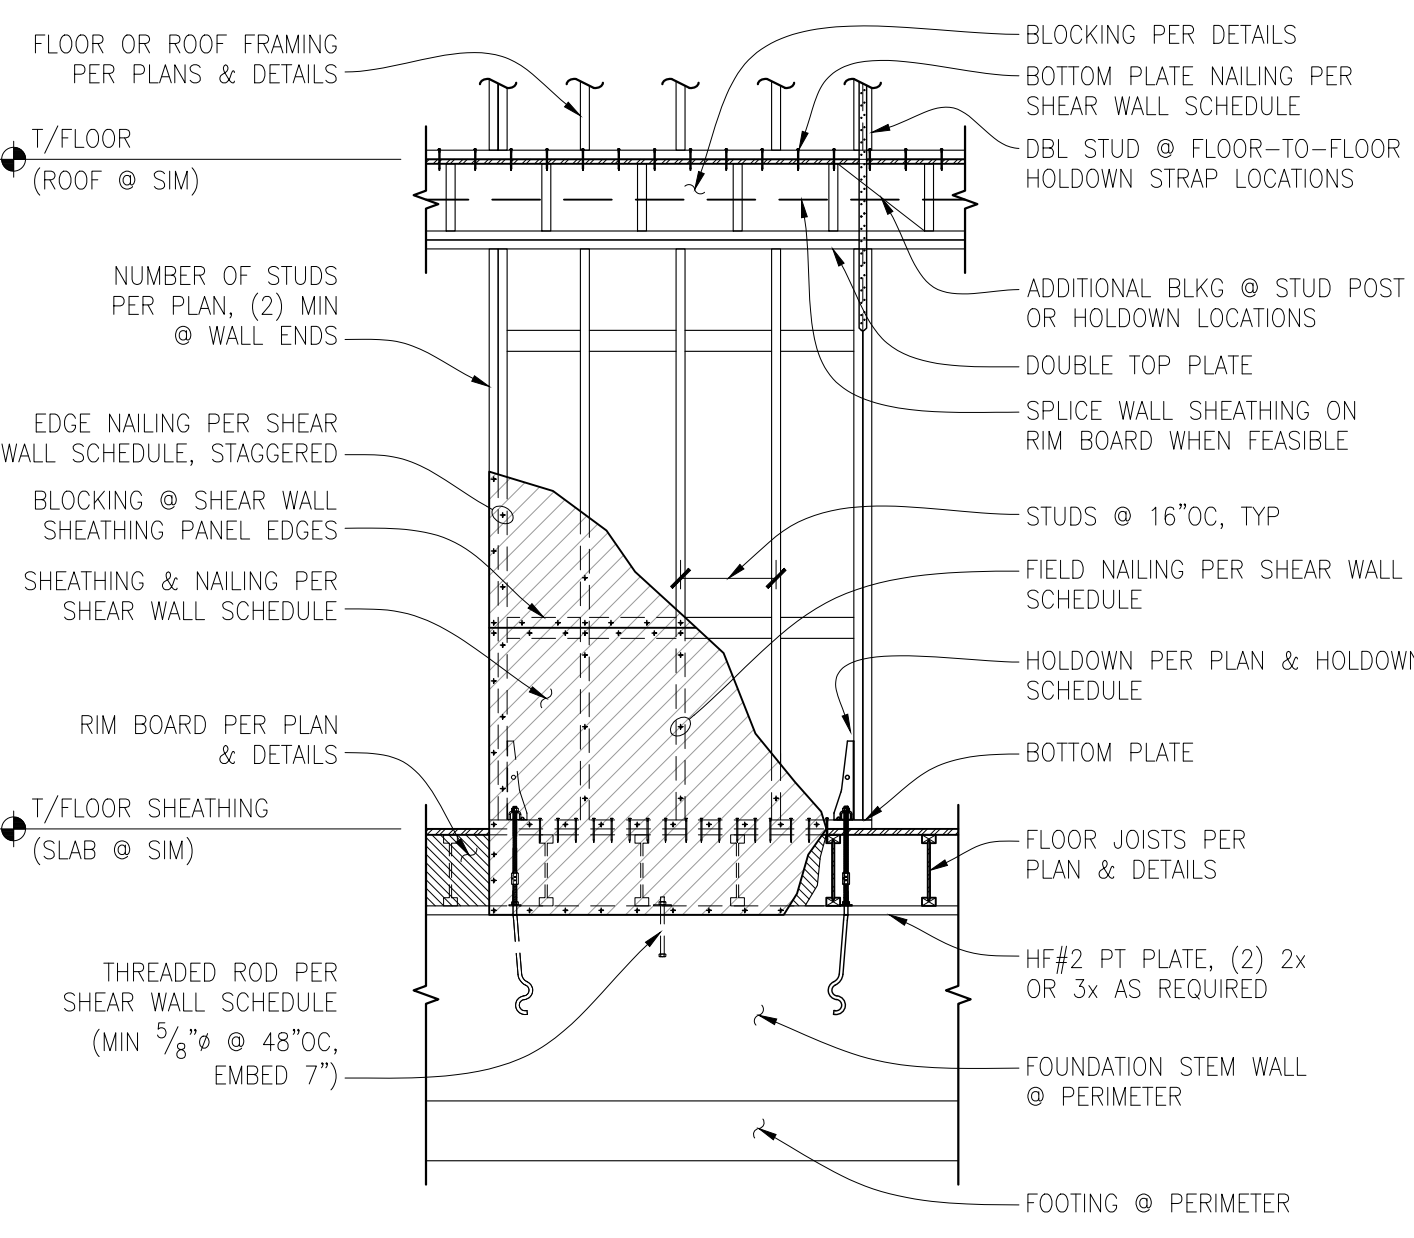 FLOOR OR ROOF FRAMING
PER PLANS & DETAILS
T/FLOOR
(ROOF @ SIM)
NUMBER OF STUDS
PER PLAN, (2) MIN
@ WALL ENDS
EDGE NAILING PER SHEAR
WALL SCHEDULE, STAGGERED
BLOCKING @ SHEAR WALL
SHEATHING PANEL EDGES
SHEATHING & NAILING PER
SHEAR WALL SCHEDULE
RIM BOARD PER PLAN
& DETAILS
T/FLOOR SHEATHING
(SLAB @ SIM)
THREADED ROD PER
SHEAR WALL SCHEDULE
(MIN 5/8"ø @ 48"OC,
EMBED 7")
BLOCKING PER DETAILS
BOTTOM PLATE NAILING PER
SHEAR WALL SCHEDULE
DBL STUD @ FLOOR-TO-FLOOR
HOLDOWN STRAP LOCATIONS
ADDITIONAL BLKG @ STUD POST
OR HOLDOWN LOCATIONS
DOUBLE TOP PLATE
SPLICE WALL SHEATHING ON
RIM BOARD WHEN FEASIBLE
STUDS @ 16"OC, TYP
FIELD NAILING PER SHEAR WALL
SCHEDULE
HOLDOWN PER PLAN & HOLDOWN
SCHEDULE
BOTTOM PLATE
FLOOR JOISTS PER
PLAN & DETAILS
HF#2 PT PLATE, (2) 2x
OR 3x AS REQUIRED
FOUNDATION STEM WALL
@ PERIMETER
FOOTING @ PERIMETER